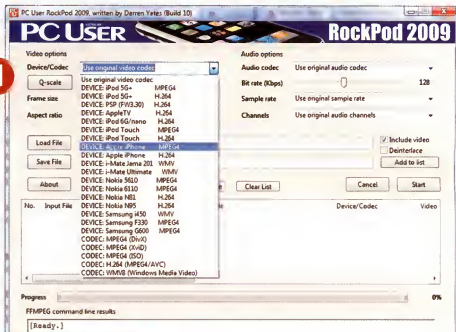 PC User RockPod 2009, written by Darren Yates (Build 10)
PC USER RockPod 2009
1
Video options
Audio options
Device/Codec Use original video codec
Audio codec Use original audio codec
Q-scale
Bit rate (Kbps) 128
Frame size
Sample rate Use original sample rate
Aspect ratio
Channels Use original audio channels
Use original video codec
DEVICE: iPod 5G+ MPEG4
DEVICE: iPod 5G+ H.264
DEVICE: PSP (FW3.30) H.264
DEVICE: AppleTV H.264
DEVICE: iPod 6G/nano H.264
DEVICE: iPod Touch MPEG4
DEVICE: iPod Touch H.264
DEVICE: Apple iPhone MPEG4
DEVICE: Apple iPhone H.264
DEVICE: i-Mate Jama 201 WMV
DEVICE: i-Mate Ultimate WMV
DEVICE: Nokia 5610 MPEG4
DEVICE: Nokia 6110 MPEG4
DEVICE: Nokia N81 H.264
DEVICE: Nokia N95 H.264
DEVICE: Samsung i450 WMV
DEVICE: Samsung F330 MPEG4
DEVICE: Samsung G600 MPEG4
CODEC: MPEG4 (DivX)
CODEC: MPEG4 (XviD)
CODEC: MPEG4 (ISO)
CODEC: H.264 (MPEG4/AVC)
CODEC: WMV8 (Windows Media Video)
Load File
Include video
Deinterlace
Save File
Add to list
About
Clear List
Cancel
Start
No. Input File
Device/Codec
Video
Progress 0%
FFMPEG command line results
[Ready.]